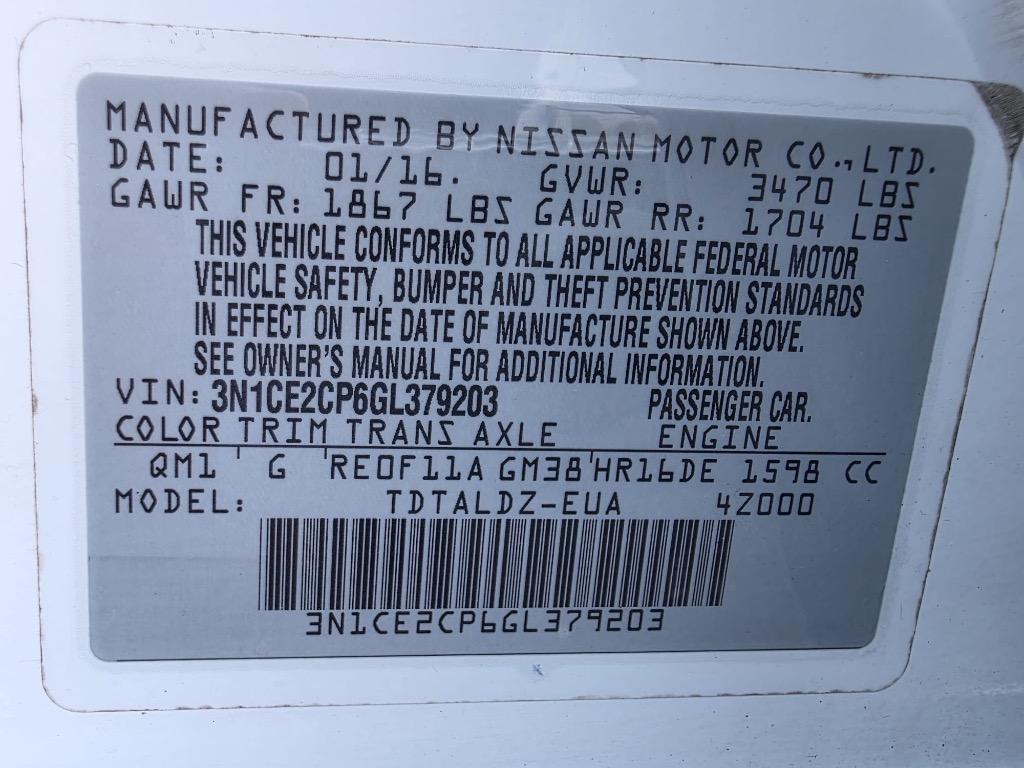 MANUFACTURED BY NISSAN MOTOR CO.,LTD.
DATE: 01/16. GVWR: 3470 LBS
GAWR FR: 1867 LBS GAWR RR: 1704 LBS
THIS VEHICLE CONFORMS TO ALL APPLICABLE FEDERAL MOTOR
VEHICLE SAFETY, BUMPER AND THEFT PREVENTION STANDARDS
IN EFFECT ON THE DATE OF MANUFACTURE SHOWN ABOVE.
SEE OWNER'S MANUAL FOR ADDITIONAL INFORMATION.
VIN: 3N1CE2CP6GL379203 PASSENGER CAR.
COLOR TRIM TRANS AXLE ENGINE
QM1 ' G 'RE0F11A GM38'HR16DE 1598 CC
MODEL: TDTALDZ-EUA 4Z000
3N1CE2CP6GL379203